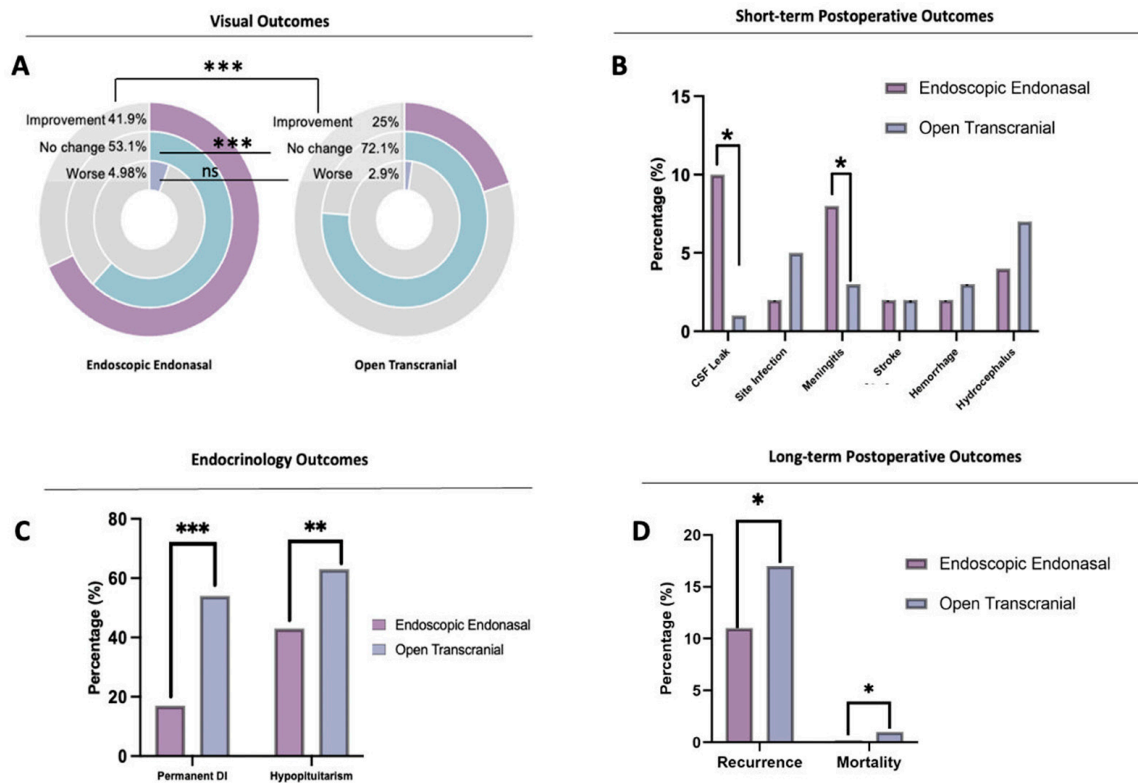 Visual Outcomes
A
***
Improvement 41.9%
No change 53.1%
Worse 4.98%
***
ns
Improvement 25%
No change 72.1%
Worse 2.9%
Endoscopic Endonasal
Open Transcranial
Short-term Postoperative Outcomes
B
Endoscopic Endonasal
Open Transcranial
Percentage (%)
15
10
5
0
*
*
CSF Leak
Site Infection
Meningitis
Stroke
Hemorrhage
Hydrocephalus
Endocrinology Outcomes
C
Percentage (%)
80
60
40
20
0
***
**
Endoscopic Endonasal
Open Transcranial
Permanent DI
Hypopituitarism
Long-term Postoperative Outcomes
D
Percentage (%)
20
15
10
5
0
*
*
Endoscopic Endonasal
Open Transcranial
Recurrence
Mortality